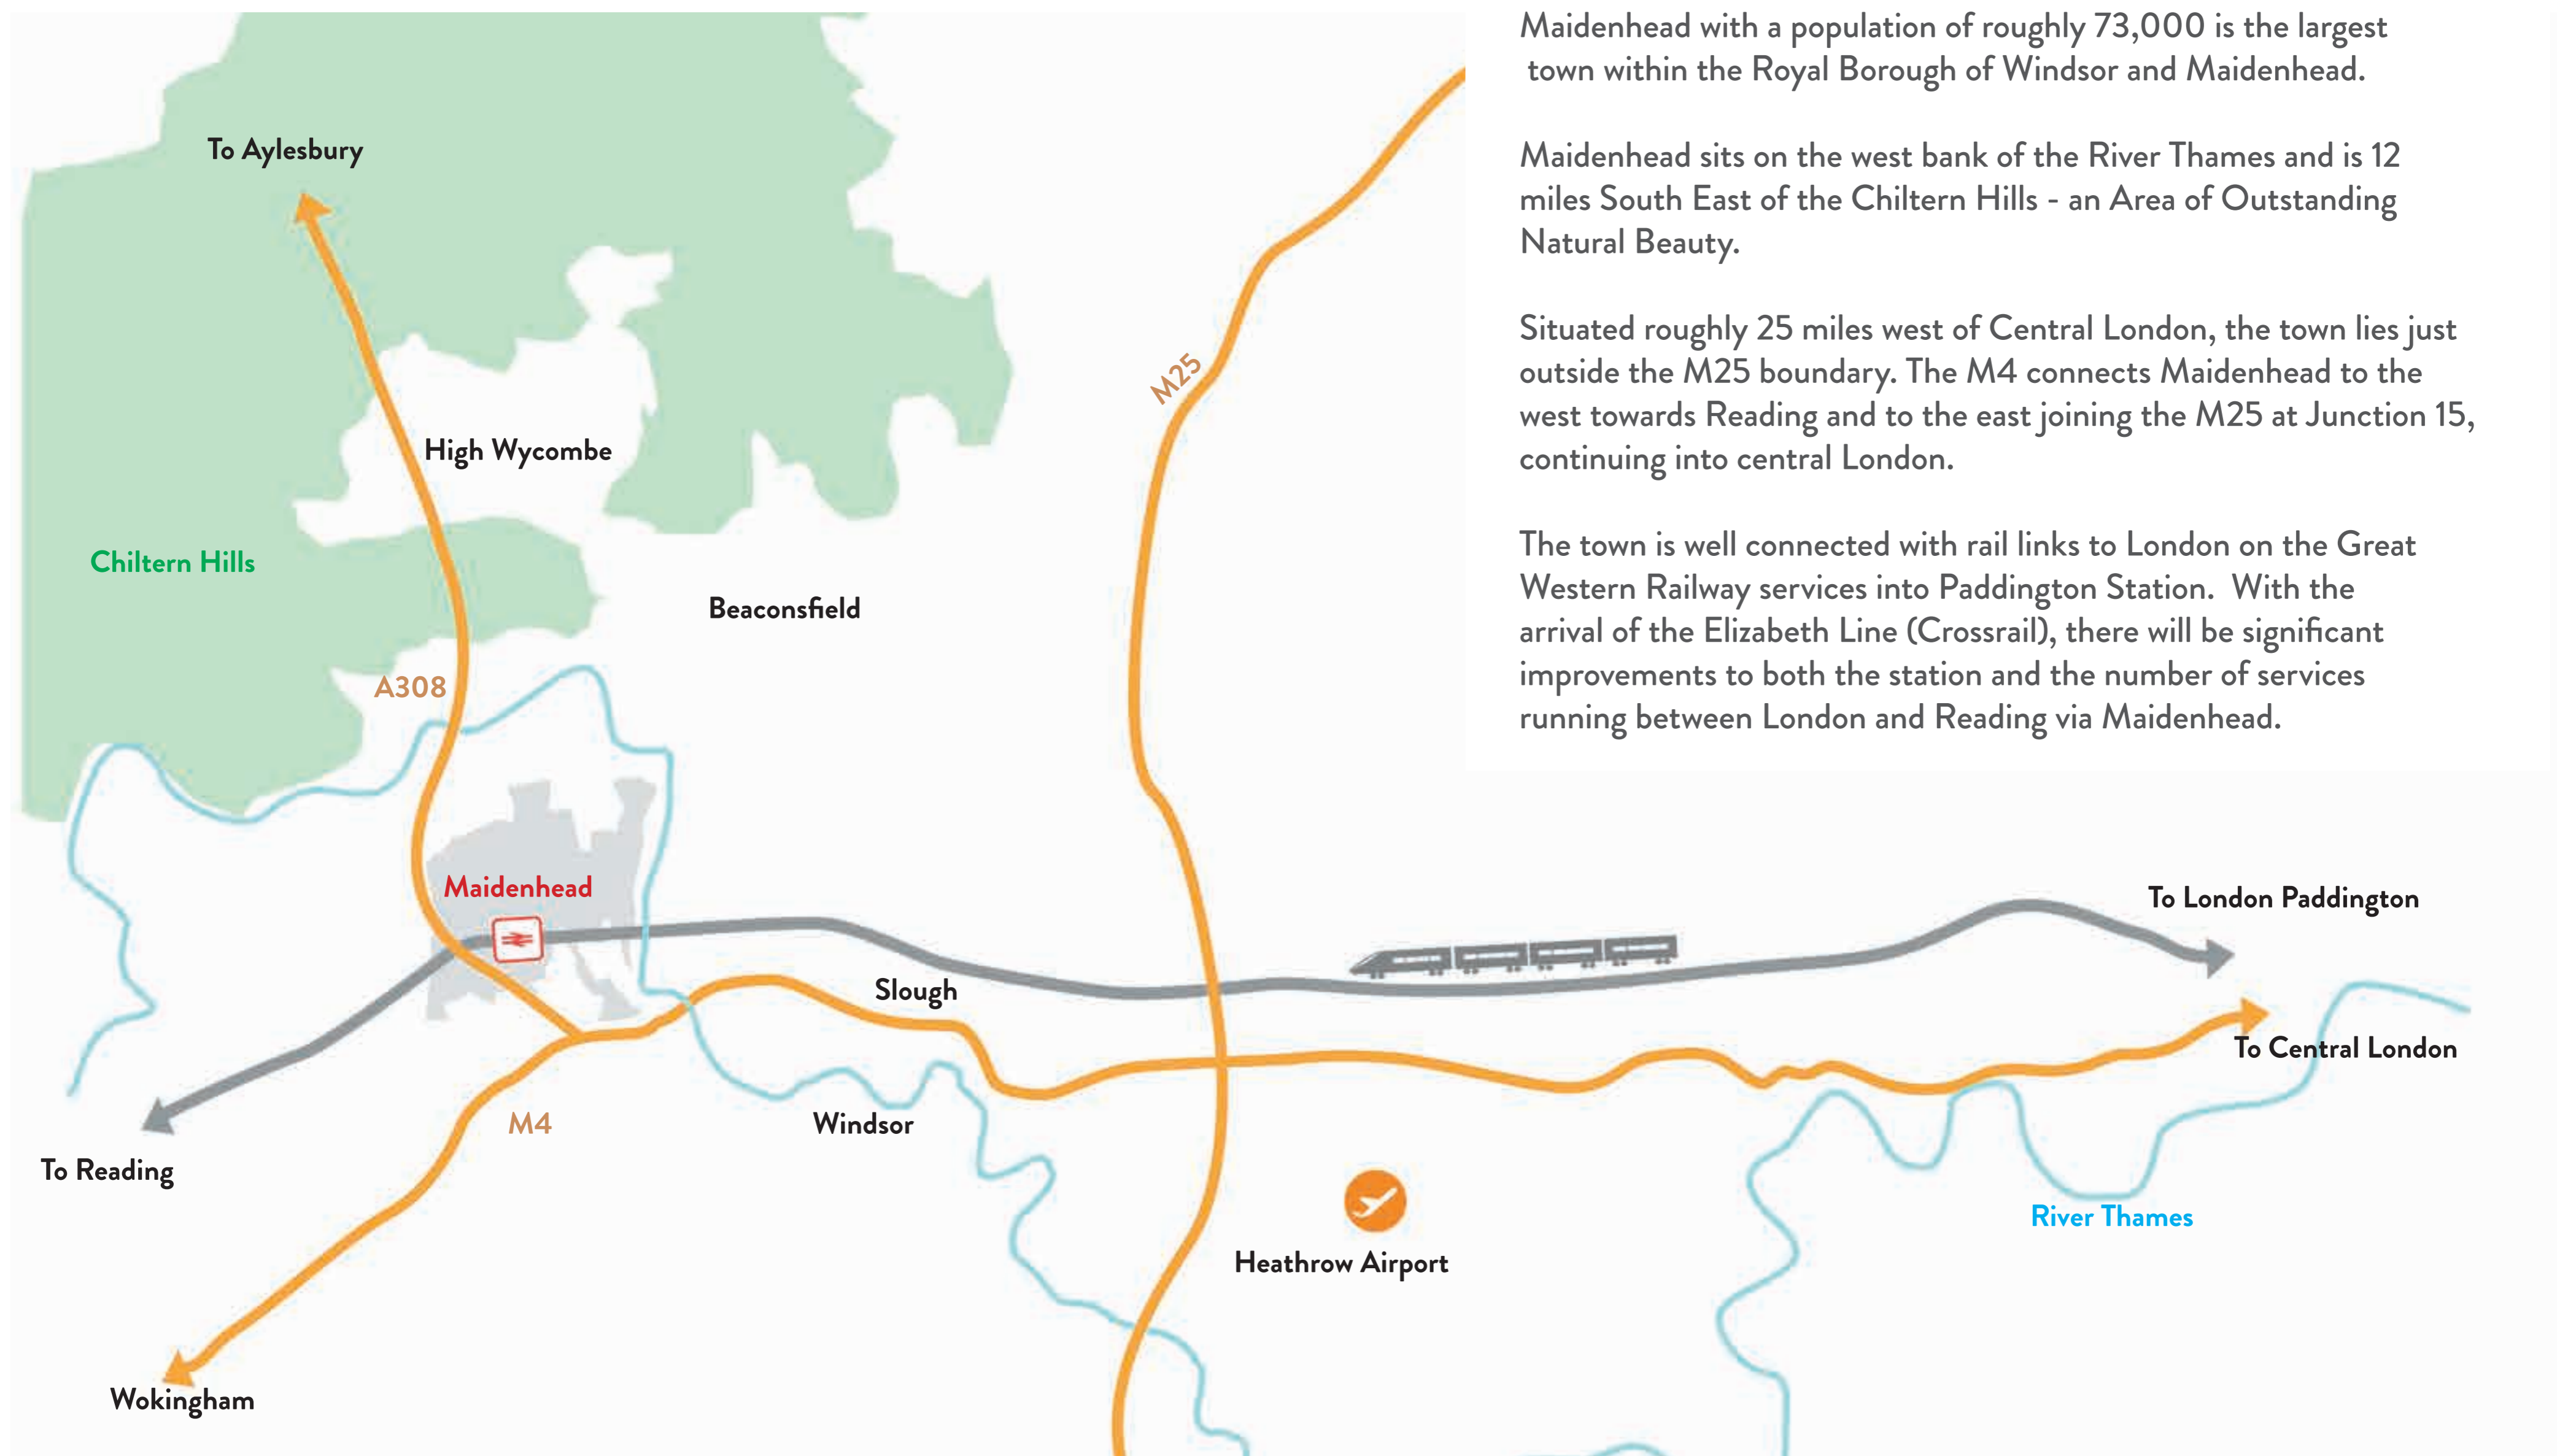 Maidenhead with a population of roughly 73,000 is the largest
town within the Royal Borough of Windsor and Maidenhead.
Maidenhead sits on the west bank of the River Thames and is 12
miles South East of the Chiltern Hills - an Area of Outstanding
Natural Beauty.
Situated roughly 25 miles west of Central London, the town lies just
outside the M25 boundary. The M4 connects Maidenhead to the
west towards Reading and to the east joining the M25 at Junction 15,
continuing into central London.
The town is well connected with rail links to London on the Great
Western Railway services into Paddington Station. With the
arrival of the Elizabeth Line (Crossrail), there will be significant
improvements to both the station and the number of services
running between London and Reading via Maidenhead.
To Aylesbury
M25
High Wycombe
Chiltern Hills
Beaconsfield
A308
Maidenhead
To London Paddington
Slough
To Central London
M4
Windsor
To Reading
River Thames
Heathrow Airport
Wokingham